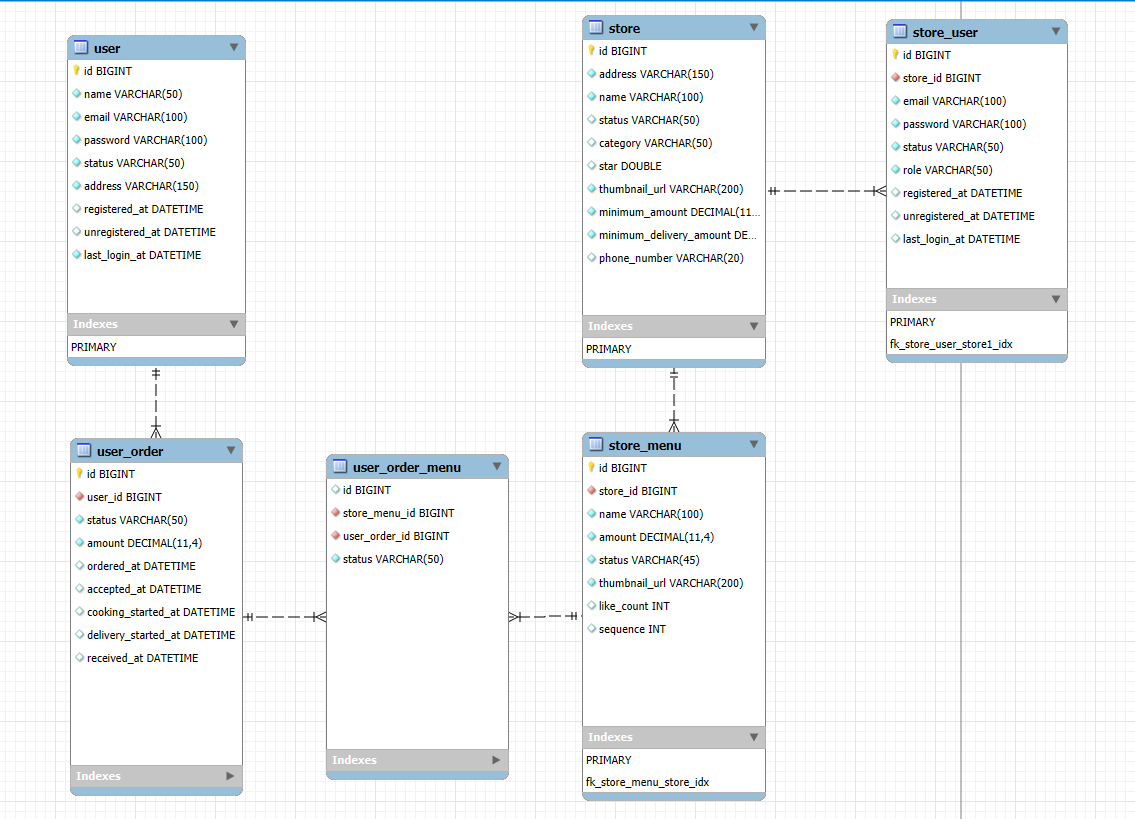 user
id BIGINT
name VARCHAR(50)
email VARCHAR(100)
password VARCHAR(100)
status VARCHAR(50)
address VARCHAR(150)
registered_at DATETIME
unregistered_at DATETIME
last_login_at DATETIME
Indexes
PRIMARY
store
id BIGINT
address VARCHAR(150)
name VARCHAR(100)
status VARCHAR(50)
category VARCHAR(50)
star DOUBLE
thumbnail_url VARCHAR(200)
minimum_amount DECIMAL(11...
minimum_delivery_amount DE...
phone_number VARCHAR(20)
Indexes
PRIMARY
store_user
id BIGINT
store_id BIGINT
email VARCHAR(100)
password VARCHAR(100)
status VARCHAR(50)
role VARCHAR(50)
registered_at DATETIME
unregistered_at DATETIME
last_login_at DATETIME
Indexes
PRIMARY
fk_store_user_store1_idx
user_order
id BIGINT
user_id BIGINT
status VARCHAR(50)
amount DECIMAL(11,4)
ordered_at DATETIME
accepted_at DATETIME
cooking_started_at DATETIME
delivery_started_at DATETIME
received_at DATETIME
Indexes
user_order_menu
id BIGINT
store_menu_id BIGINT
user_order_id BIGINT
status VARCHAR(50)
Indexes
store_menu
id BIGINT
store_id BIGINT
name VARCHAR(100)
amount DECIMAL(11,4)
status VARCHAR(45)
thumbnail_url VARCHAR(200)
like_count INT
sequence INT
Indexes
PRIMARY
fk_store_menu_store_idx